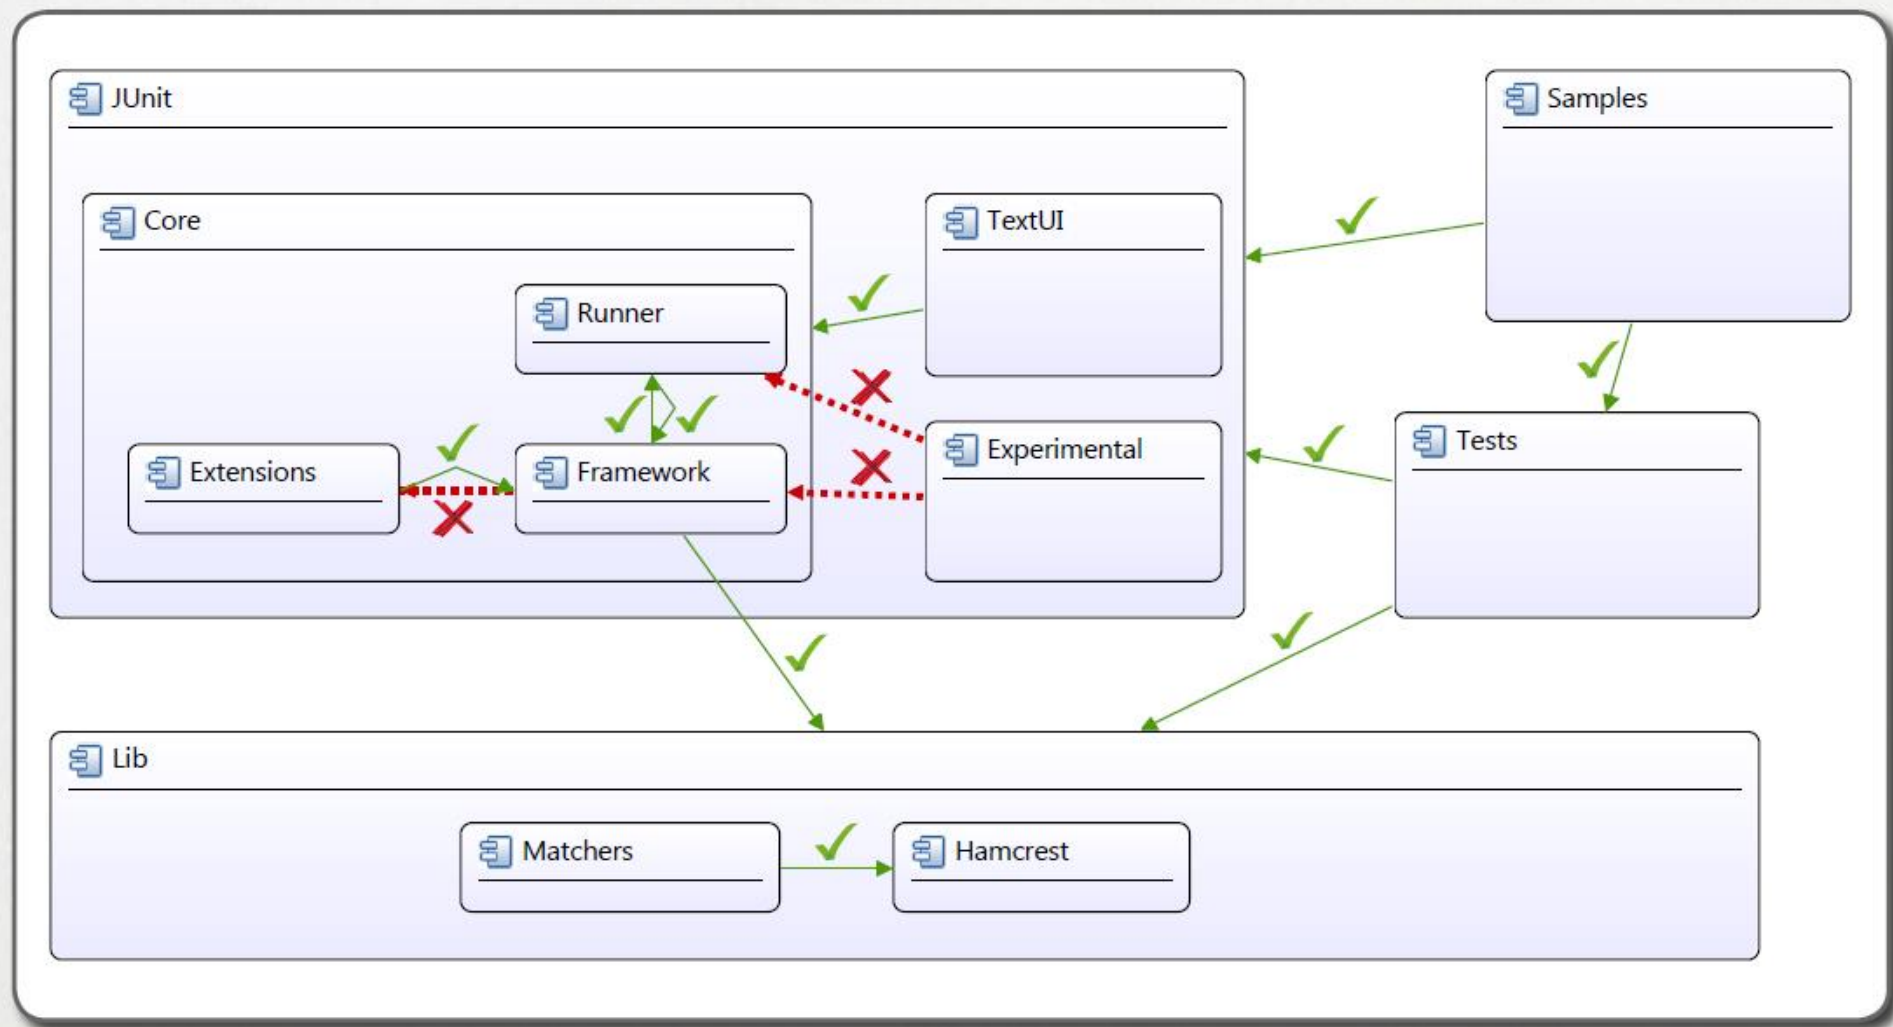 JUnit
Samples
Core
TextUI
Runner
Experimental
Tests
Extensions
Framework
Lib
Matchers
Hamcrest